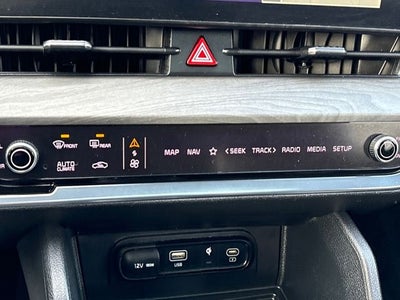 FRONT REAR
MAP NAV ☆ <SEEK TRACK> RADIO MEDIA SETUP
AUTO
CLIMATE
12V
USB